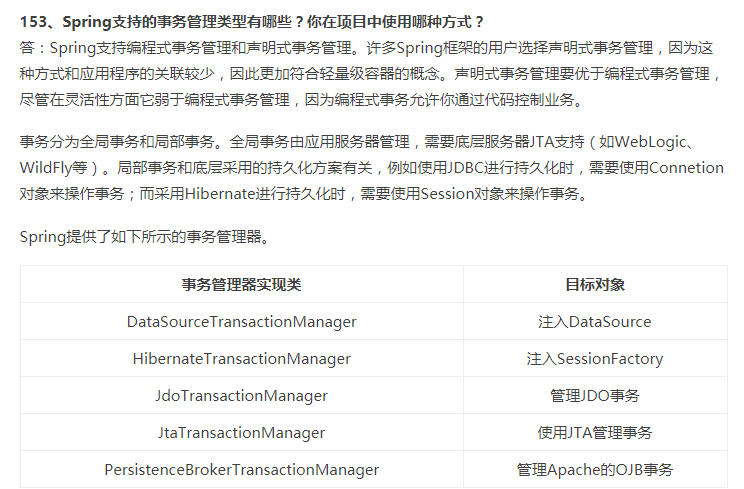 153、Spring支持的事务管理类型有哪些？你在项目中使用哪种方式？
答：Spring支持编程式事务管理和声明式事务管理。许多Spring框架的用户选择声明式事务管理，因为这
种方式和应用程序的关联较少，因此更加符合轻量级容器的概念。声明式事务管理要优于编程式事务管理，
尽管在灵活性方面它弱于编程式事务管理，因为编程式事务允许你通过代码控制业务。
事务分为全局事务和局部事务。全局事务由应用服务器管理，需要底层服务器JTA支持（如WebLogic、
WildFly等）。局部事务和底层采用的持久化方案有关，例如使用JDBC进行持久化时，需要使用Connetion
对象来操作事务；而采用Hibernate进行持久化时，需要使用Session对象来操作事务。
Spring提供了如下所示的事务管理器。
事务管理器实现类 目标对象
DataSourceTransactionManager 注入DataSource
HibernateTransactionManager 注入SessionFactory
JdoTransactionManager 管理JDO事务
JtaTransactionManager 使用JTA管理事务
PersistenceBrokerTransactionManager 管理Apache的OJB事务